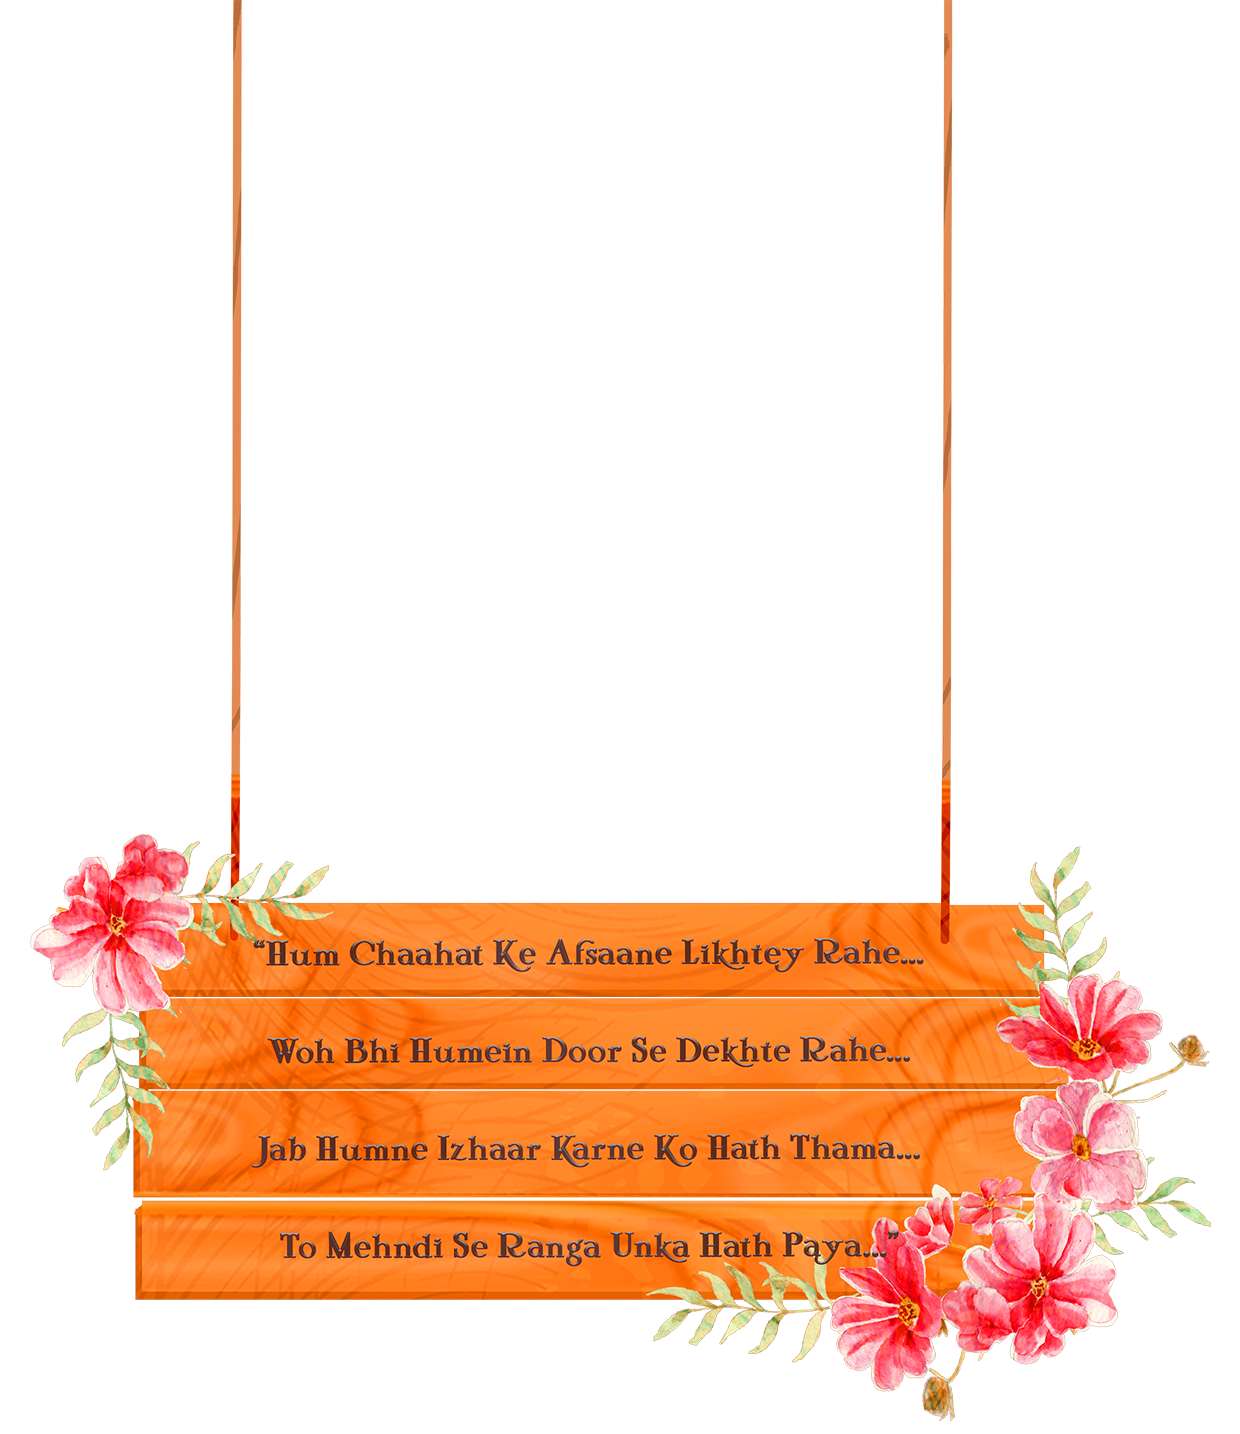 “Hum Chaahat Ke Afsaane Likhtey Rahe...
Woh Bhi Humein Door Se Dekhte Rahe...
Jab Humne Izhaar Karne Ko Hath Thama...
To Mehndi Se Ranga Unka Hath Paya...”